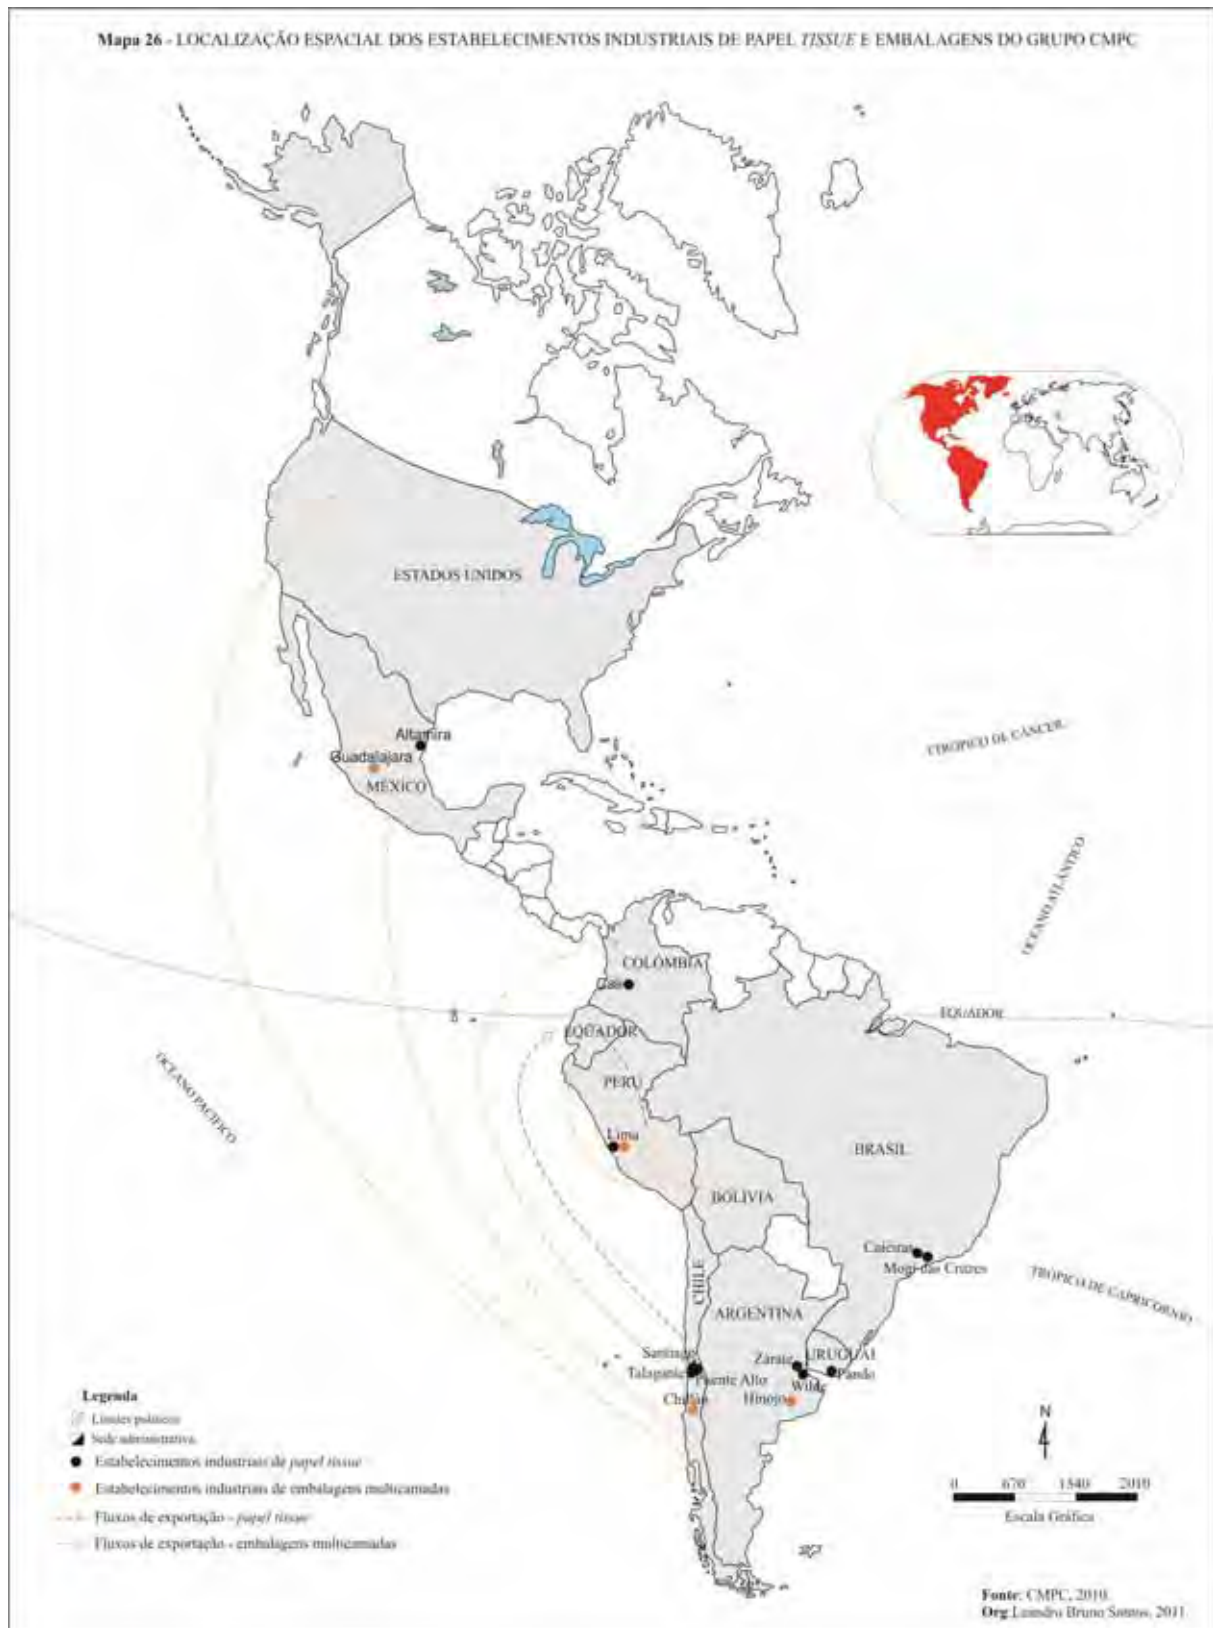 Mapa 26 - LOCALIZAÇÃO ESPACIAL DOS ESTABELECIMENTOS INDUSTRIAIS DE PAPEL TISSUE E EMBALAGENS DO GRUPO CMPC
ESTADOS UNIDOS
Altamira
Guadalajara
MÉXICO
TRÓPICO DE CÂNCER
OCEANO ATLÂNTICO
COLÔMBIA
Cali
EQUADOR
EQUADOR
OCEANO PACÍFICO
PERU
Lima
BRASIL
BOLÍVIA
Caieiras
Mogi das Cruzes
TRÓPICO DE CAPRICÓRNIO
CHILE
ARGENTINA
Santiago
Zárate
URUGUAI
Talagante
Puente Alto
Pando
Wilde
Chillán
Hinojo
Legenda
Limites políticos
Sede administrativa
Estabelecimentos industriais de papel tissue
Estabelecimentos industriais de embalagens multicamadas
Fluxos de exportação - papel tissue
Fluxos de exportação - embalagens multicamadas
N
0 670 1340 2010
Escala Gráfica
Fonte: CMPC, 2010.
Org Leandro Bruno Santos, 2011